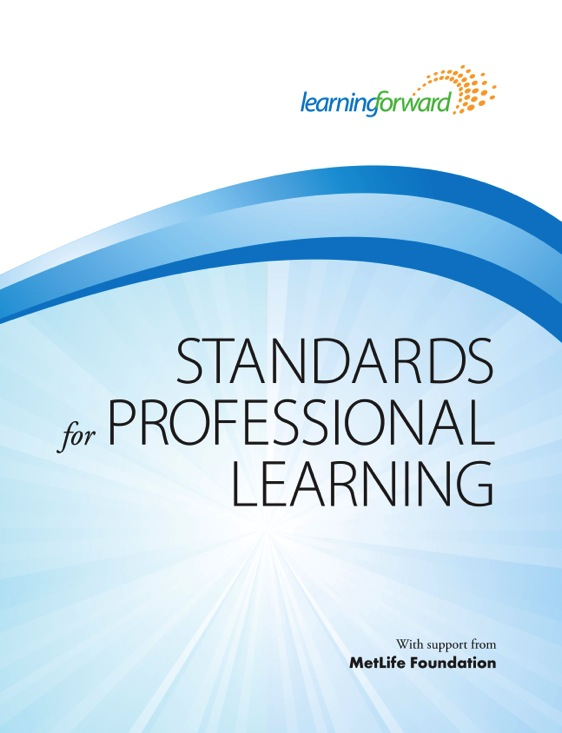 learningforward
STANDARDS
for PROFESSIONAL
LEARNING
With support from
MetLife Foundation